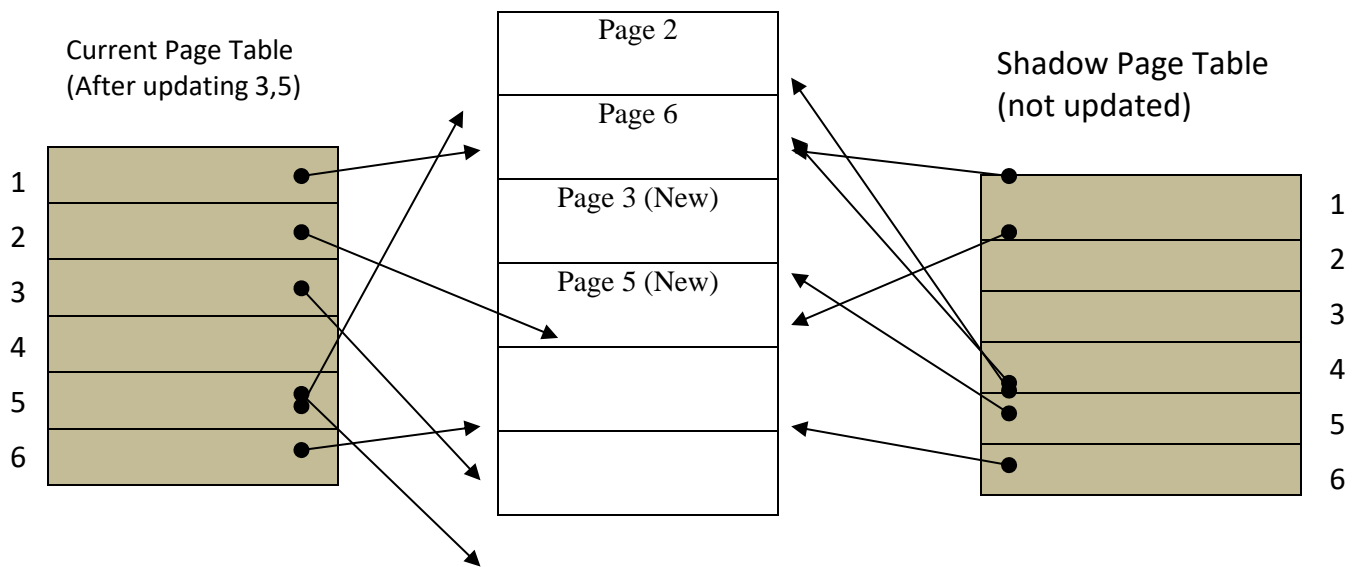 Current Page Table
(After updating 3,5)
1
2
3
4
5
6
Page 2
Page 6
Page 3 (New)
Page 5 (New)
Shadow Page Table
(not updated)
1
2
3
4
5
6